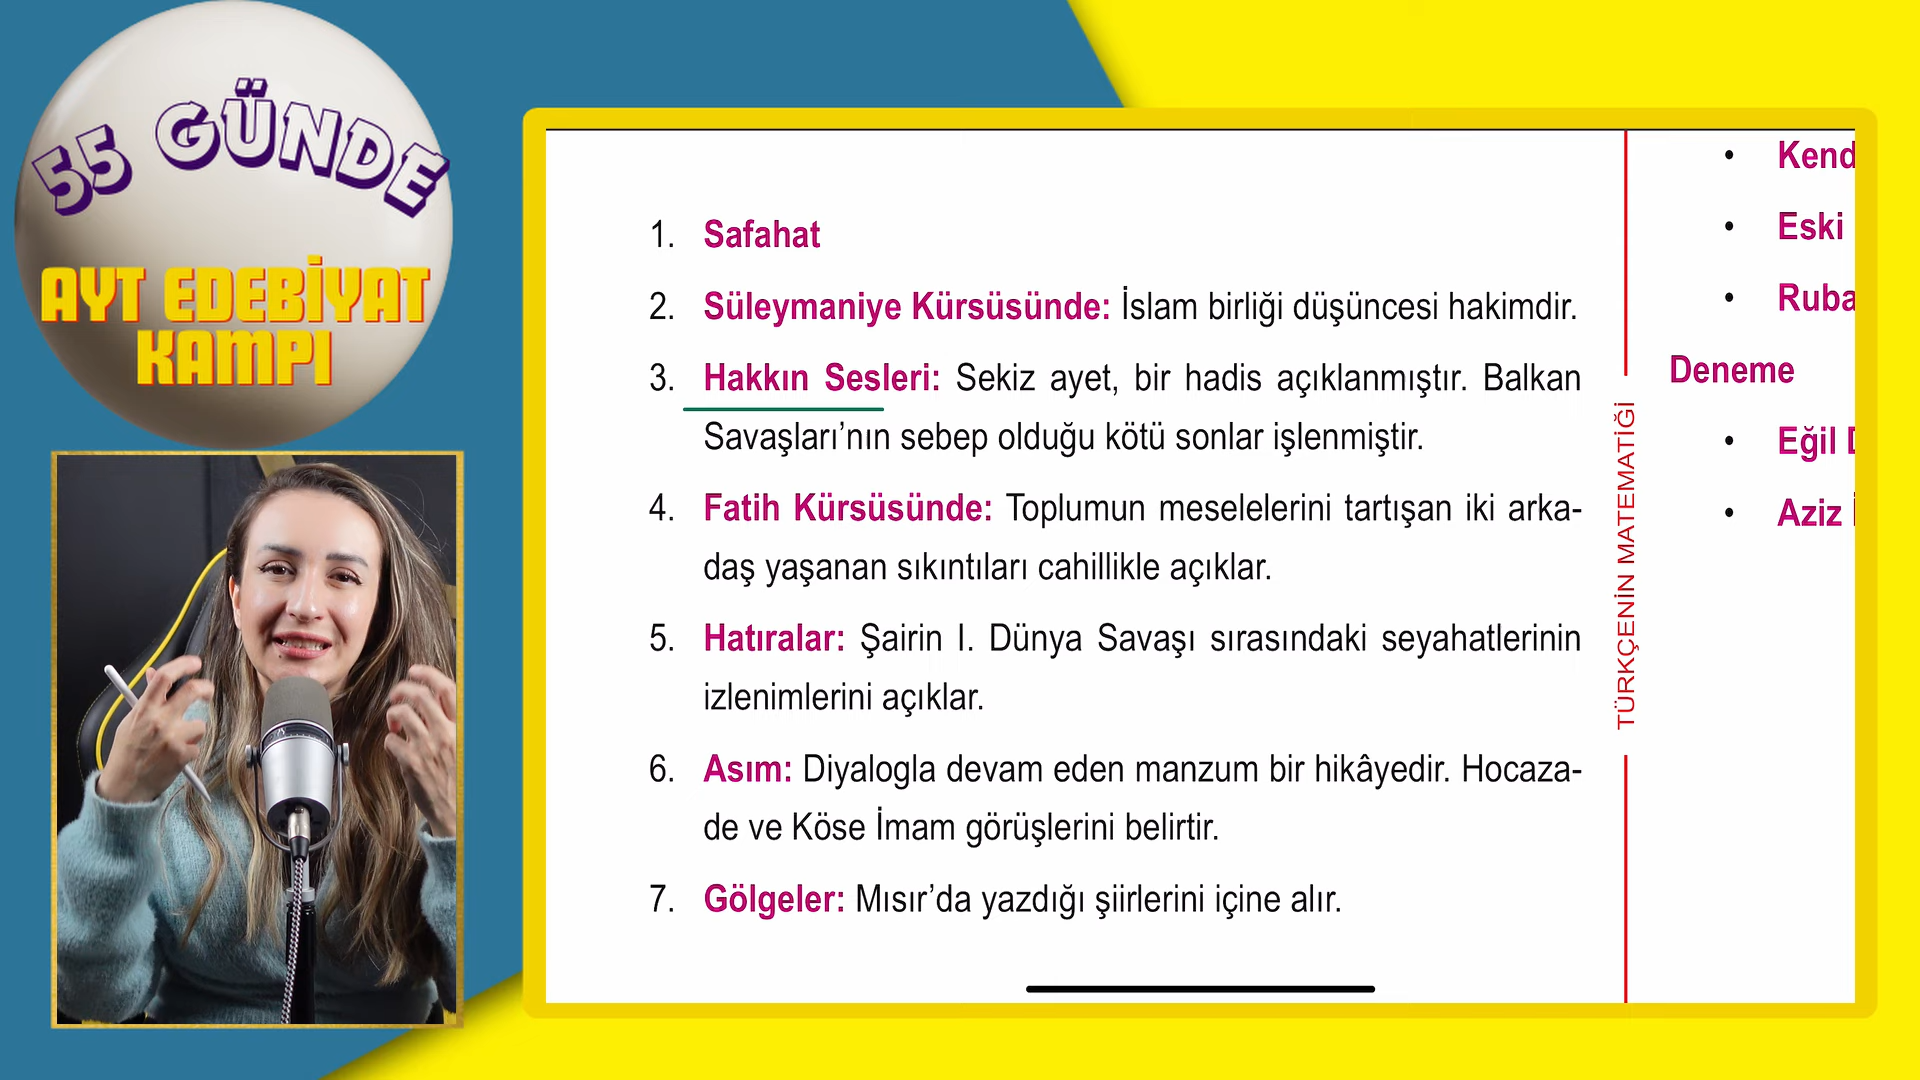 55 GÜNDE
AYT EDEBİYAT
KAMPI
1. Safahat
2. Süleymaniye Kürsüsünde: İslam birliği düşüncesi hakimdir.
3. Hakkın Sesleri: Sekiz ayet, bir hadis açıklanmıştır. Balkan
Savaşları’nın sebep olduğu kötü sonlar işlenmiştir.
4. Fatih Kürsüsünde: Toplumun meselelerini tartışan iki arka-
daş yaşanan sıkıntıları cahillikle açıklar.
5. Hatıralar: Şairin I. Dünya Savaşı sırasındaki seyahatlerinin
izlenimlerini açıklar.
6. Asım: Diyalogla devam eden manzum bir hikâyedir. Hocaza-
de ve Köse İmam görüşlerini belirtir.
7. Gölgeler: Mısır’da yazdığı şiirlerini içine alır.
TÜRKÇENİN MATEMATİĞİ
• Kend
• Eski
• Ruba
Deneme
• Eğil
• Aziz